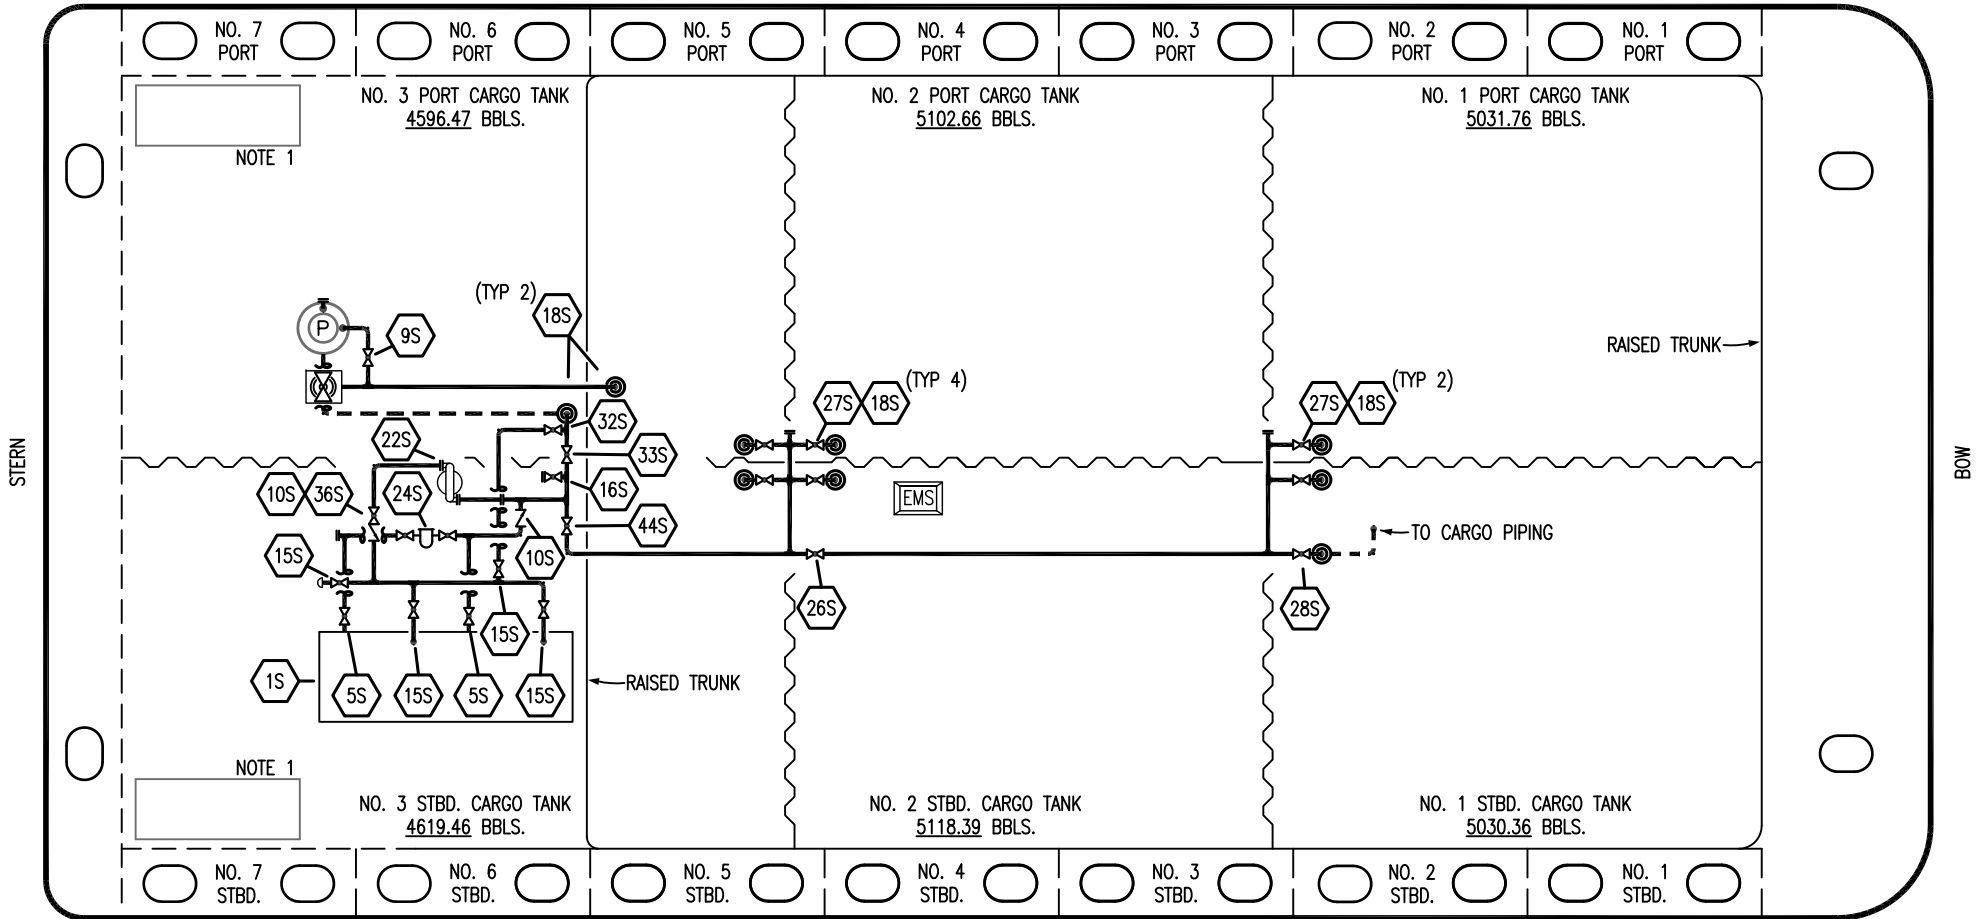 NO. 7
PORT
NO. 6
PORT
NO. 5
PORT
NO. 4
PORT
NO. 3
PORT
NO. 2
PORT
NO. 1
PORT
NO. 3 PORT CARGO TANK
4596.47 BBLS.
NO. 2 PORT CARGO TANK
5102.66 BBLS.
NO. 1 PORT CARGO TANK
5031.76 BBLS.
NOTE 1
(TYP 2)
18S
P
9S
RAISED TRUNK
(TYP 4)
27S
18S
(TYP 2)
27S
18S
32S
22S
33S
STERN
BOW
10S
36S
24S
16S
EMS
44S
TO CARGO PIPING
15S
10S
26S
28S
15S
1S
5S
15S
5S
15S
RAISED TRUNK
NOTE 1
NO. 3 STBD. CARGO TANK
4619.46 BBLS.
NO. 2 STBD. CARGO TANK
5118.39 BBLS.
NO. 1 STBD. CARGO TANK
5030.36 BBLS.
NO. 7
STBD.
NO. 6
STBD.
NO. 5
STBD.
NO. 4
STBD.
NO. 3
STBD.
NO. 2
STBD.
NO. 1
STBD.